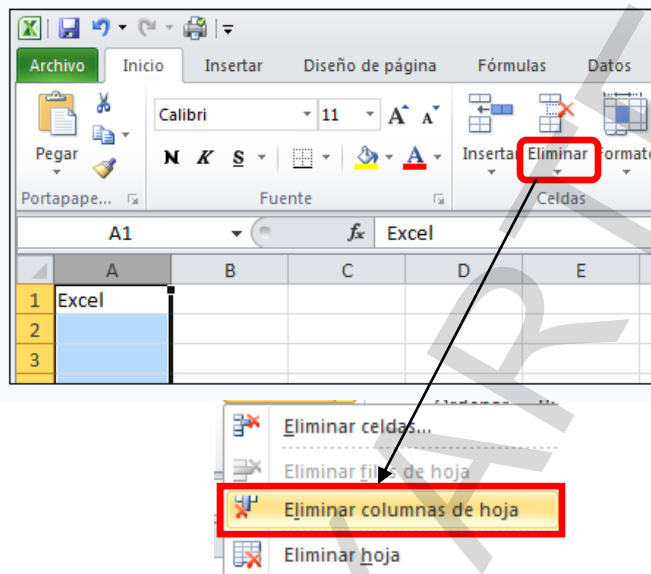 Archivo Inicio Insertar Diseño de página Fórmulas Datos
Calibri 11 A A
Pegar N K S A Insertar Eliminar Formato
Portapape... Fuente Celdas
A1 fx Excel
A B C D E
1 Excel
2
3
Eliminar celdas...
Eliminar filas de hoja
Eliminar columnas de hoja
Eliminar hoja